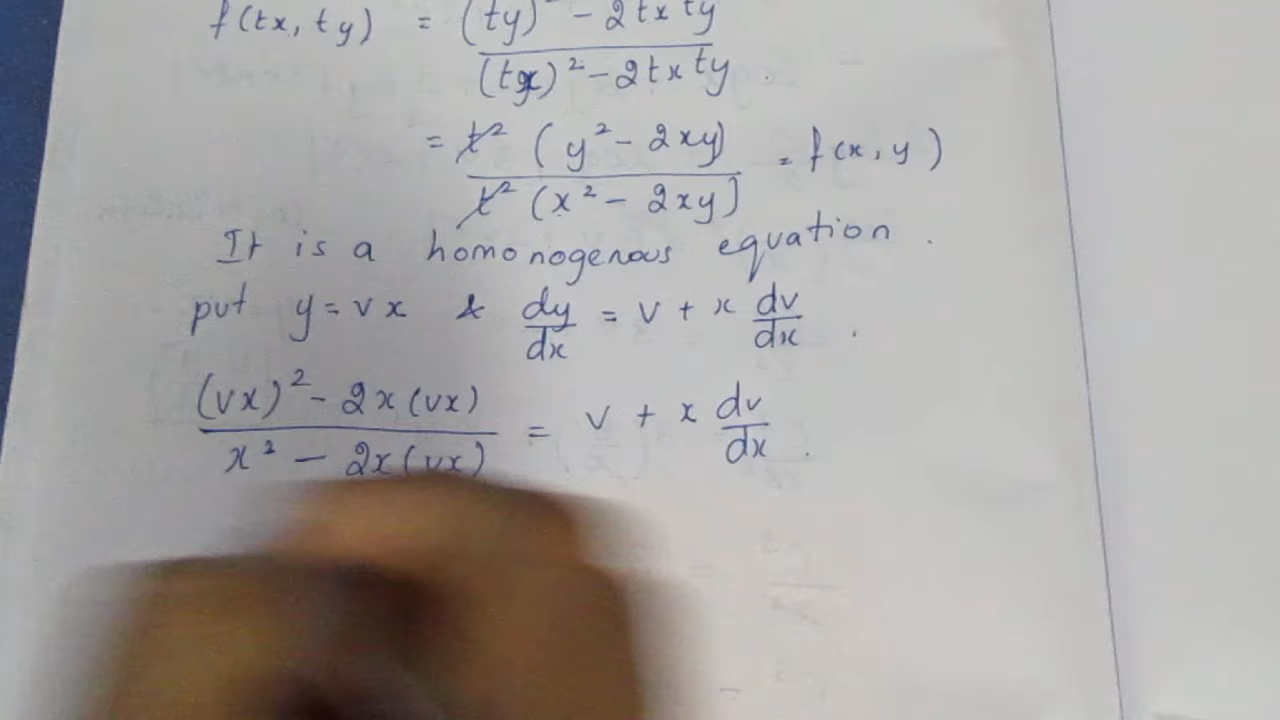 f(tx, ty) = (ty)² - 2tx ty / (tx)² - 2tx ty .
= t² (y² - 2xy) / t² (x² - 2xy) = f(x, y)
It is a homonogenous equation .
put y = vx & dy/dx = v + x dv/dx .
(vx)² - 2x(vx) / x² - 2x(vx) = v + x dv/dx .